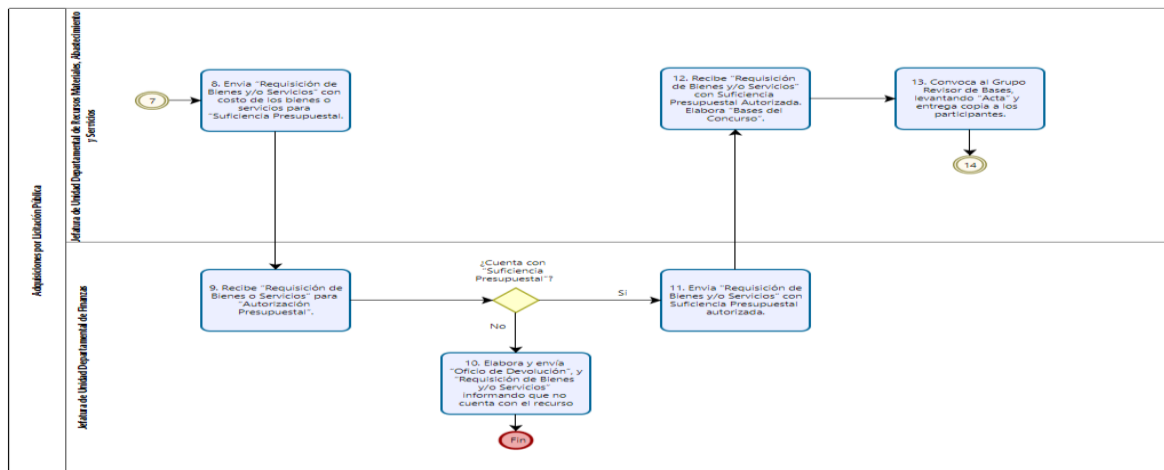 Adquisiciones por Licitación Pública
Jefatura de Unidad Departamental de Recursos Materiales, Abastecimiento
y Servicios
7
8. Envia "Requisición de
Bienes y/o Servicios" con
costo de los bienes o
servicios para
"Suficiencia Presupuestal.
12. Recibe "Requisición
de Bienes y/o Servicios"
con Suficiencia
Presupuestal Autorizada.
Elabora "Bases del
Concurso".
13. Convoca al Grupo
Revisor de Bases,
levantando "Acta" y
entrega copia a los
participantes.
14
Jefatura de Unidad Departamental de Finanzas
9. Recibe "Requisición de
Bienes o Servicios" para
"Autorización
Presupuestal".
¿Cuenta con
"Suficiencia
Presupuestal"?
Si
No
11. Envía "Requisición de
Bienes y/o Servicios" con
Suficiencia Presupuestal
autorizada.
10. Elabora y envía
"Oficio de Devolución", y
"Requisición de Bienes
y/o Servicios"
informando que no
cuenta con el recurso
Fin